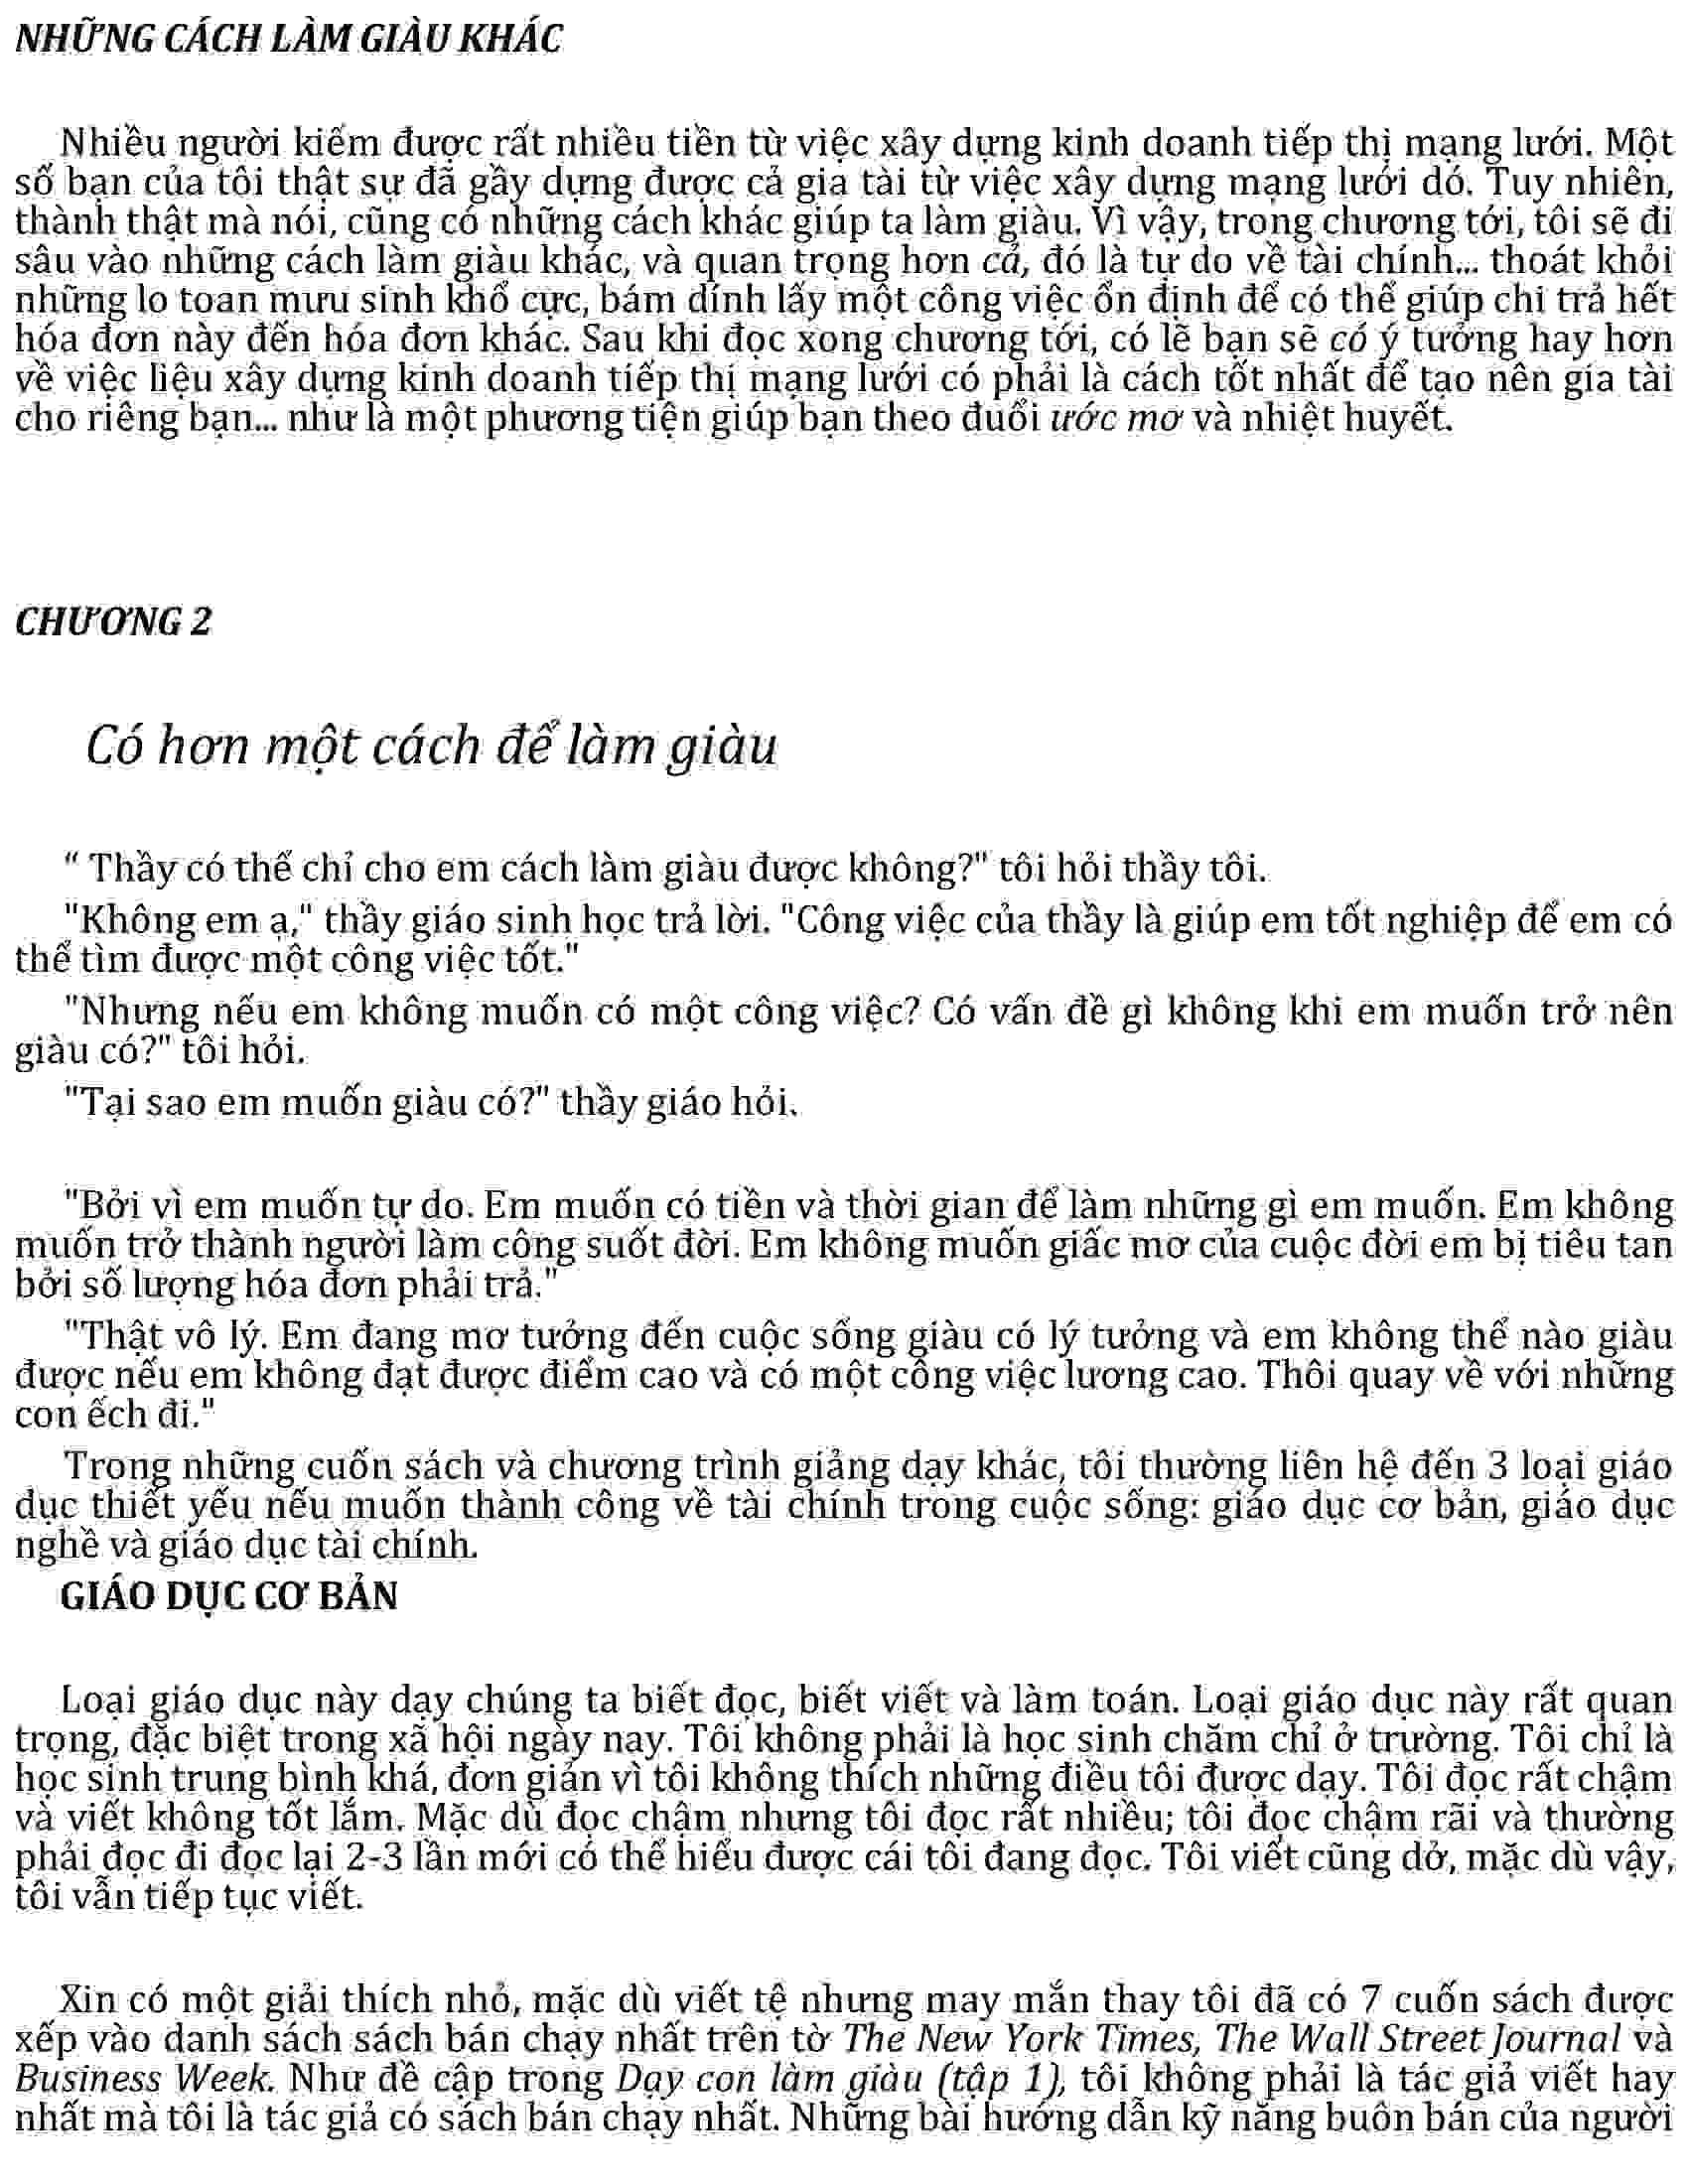 NHỮNG CÁCH LÀM GIÀU KHÁC
Nhiều người kiếm được rất nhiều tiền từ việc xây dựng kinh doanh tiếp thị mạng lưới. Một
số bạn của tôi thật sự đã gầy dựng được cả gia tài từ việc xây dựng mạng lưới dó. Tuy nhiên,
thành thật mà nói, cũng có những cách khác giúp ta làm giàu. Vì vậy, trong chương tới, tôi sẽ đi
sâu vào những cách làm giàu khác, và quan trọng hơn cả, đó là tự do về tài chính... thoát khỏi
những lo toan mưu sinh khổ cực, bám dính lấy một công việc ổn định để có thể giúp chi trả hết
hóa đơn này đến hóa đơn khác. Sau khi đọc xong chương tới, có lẽ bạn sẽ có ý tưởng hay hơn
về việc liệu xây dựng kinh doanh tiếp thị mạng lưới có phải là cách tốt nhất để tạo nên gia tài
cho riêng bạn... như là một phương tiện giúp bạn theo đuổi ước mơ và nhiệt huyết.
CHƯƠNG 2
Có hơn một cách để làm giàu
“ Thầy có thể chỉ cho em cách làm giàu được không?" tôi hỏi thầy tôi.
"Không em ạ," thầy giáo sinh học trả lời. "Công việc của thầy là giúp em tốt nghiệp để em có
thể tìm được một công việc tốt."
"Nhưng nếu em không muốn có một công việc? Có vấn đề gì không khi em muốn trở nên
giàu có?" tôi hỏi.
"Tại sao em muốn giàu có?" thầy giáo hỏi.
"Bởi vì em muốn tự do. Em muốn có tiền và thời gian để làm những gì em muốn. Em không
muốn trở thành người làm công suốt đời. Em không muốn giấc mơ của cuộc đời em bị tiêu tan
bởi số lượng hóa đơn phải trả."
"Thật vô lý. Em đang mơ tưởng đến cuộc sống giàu có lý tưởng và em không thể nào giàu
được nếu em không đạt được điểm cao và có một công việc lương cao. Thôi quay về với những
con ếch đi."
Trong những cuốn sách và chương trình giảng dạy khác, tôi thường liên hệ đến 3 loại giáo
dục thiết yếu nếu muốn thành công về tài chính trong cuộc sống: giáo dục cơ bản, giáo dục
nghề và giáo dục tài chính.
GIÁO DỤC CƠ BẢN
Loại giáo dục này dạy chúng ta biết đọc, biết viết và làm toán. Loại giáo dục này rất quan
trọng, đặc biệt trong xã hội ngày nay. Tôi không phải là học sinh chăm chỉ ở trường. Tôi chỉ là
học sinh trung bình khá, đơn giản vì tôi không thích những điều tôi được dạy. Tôi đọc rất chậm
và viết không tốt lắm. Mặc dù đọc chậm nhưng tôi đọc rất nhiều; tôi đọc chậm rãi và thường
phải đọc đi đọc lại 2-3 lần mới có thể hiểu được cái tôi đang đọc. Tôi viết cũng dở, mặc dù vậy,
tôi vẫn tiếp tục viết.
Xin có một giải thích nhỏ, mặc dù viết tệ nhưng may mắn thay tôi đã có 7 cuốn sách được
xếp vào danh sách sách bán chạy nhất trên tờ The New York Times, The Wall Street Journal và
Business Week. Như đề cập trong Dạy con làm giàu (tập 1), tôi không phải là tác giả viết hay
nhất mà tôi là tác giả có sách bán chạy nhất. Những bài hướng dẫn kỹ năng buôn bán của người